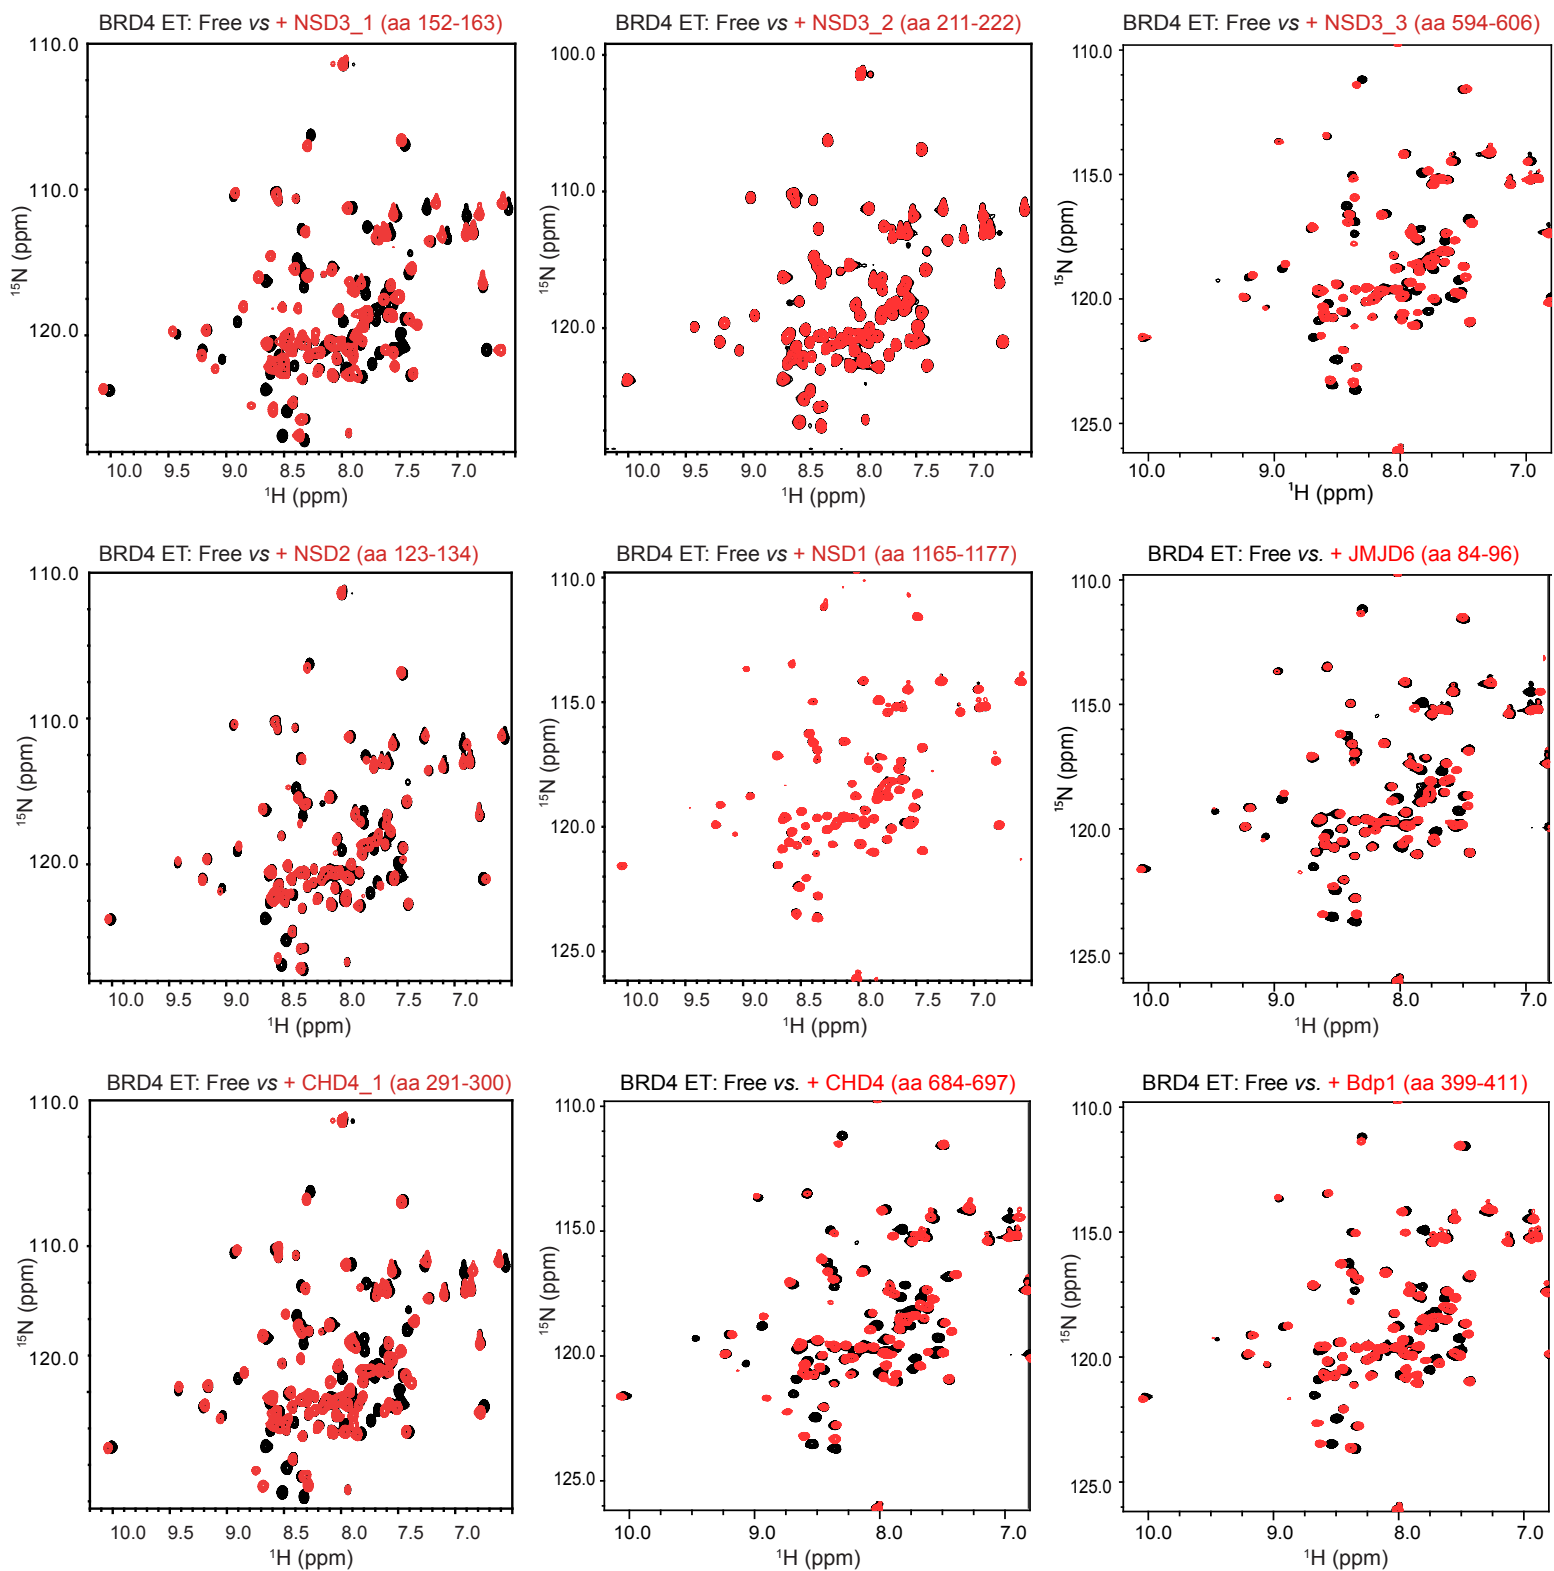 BRD4 ET: Free vs + NSD3_1 (aa 152-163)
110.0
110.0
120.0
15N (ppm)
10.0 9.5 9.0 8.5 8.0 7.5 7.0
1H (ppm)
BRD4 ET: Free vs + NSD3_2 (aa 211-222)
100.0
110.0
120.0
15N (ppm)
10.0 9.5 9.0 8.5 8.0 7.5 7.0
1H (ppm)
BRD4 ET: Free vs + NSD3_3 (aa 594-606)
110.0
115.0
120.0
125.0
15N (ppm)
10.0 9.0 8.0 7.0
1H (ppm)
BRD4 ET: Free vs + NSD2 (aa 123-134)
110.0
110.0
120.0
15N (ppm)
10.0 9.5 9.0 8.5 8.0 7.5 7.0
1H (ppm)
BRD4 ET: Free vs + NSD1 (aa 1165-1177)
110.0
115.0
120.0
125.0
15N (ppm)
10.0 9.5 9.0 8.5 8.0 7.5 7.0
1H (ppm)
BRD4 ET: Free vs. + JMJD6 (aa 84-96)
110.0
115.0
120.0
125.0
15N (ppm)
10.0 9.0 8.0 7.0
1H (ppm)
BRD4 ET: Free vs + CHD4_1 (aa 291-300)
110.0
110.0
120.0
15N (ppm)
10.0 9.5 9.0 8.5 8.0 7.5 7.0
1H (ppm)
BRD4 ET: Free vs. + CHD4 (aa 684-697)
110.0
115.0
120.0
125.0
15N (ppm)
10.0 9.0 8.0 7.0
1H (ppm)
BRD4 ET: Free vs. + Bdp1 (aa 399-411)
110.0
115.0
120.0
125.0
15N (ppm)
10.0 9.0 8.0 7.0
1H (ppm)